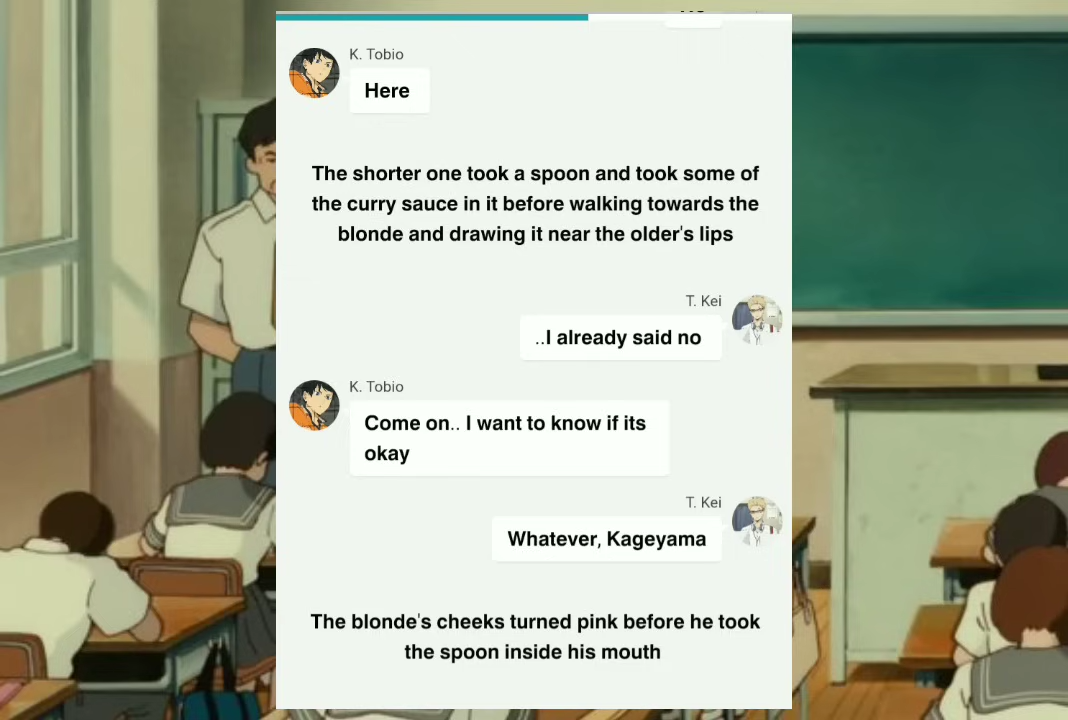 K. Tobio
Here
The shorter one took a spoon and took some of
the curry sauce in it before walking towards the
blonde and drawing it near the older's lips
T. Kei
..I already said no
K. Tobio
Come on.. I want to know if its
okay
T. Kei
Whatever, Kageyama
The blonde's cheeks turned pink before he took
the spoon inside his mouth